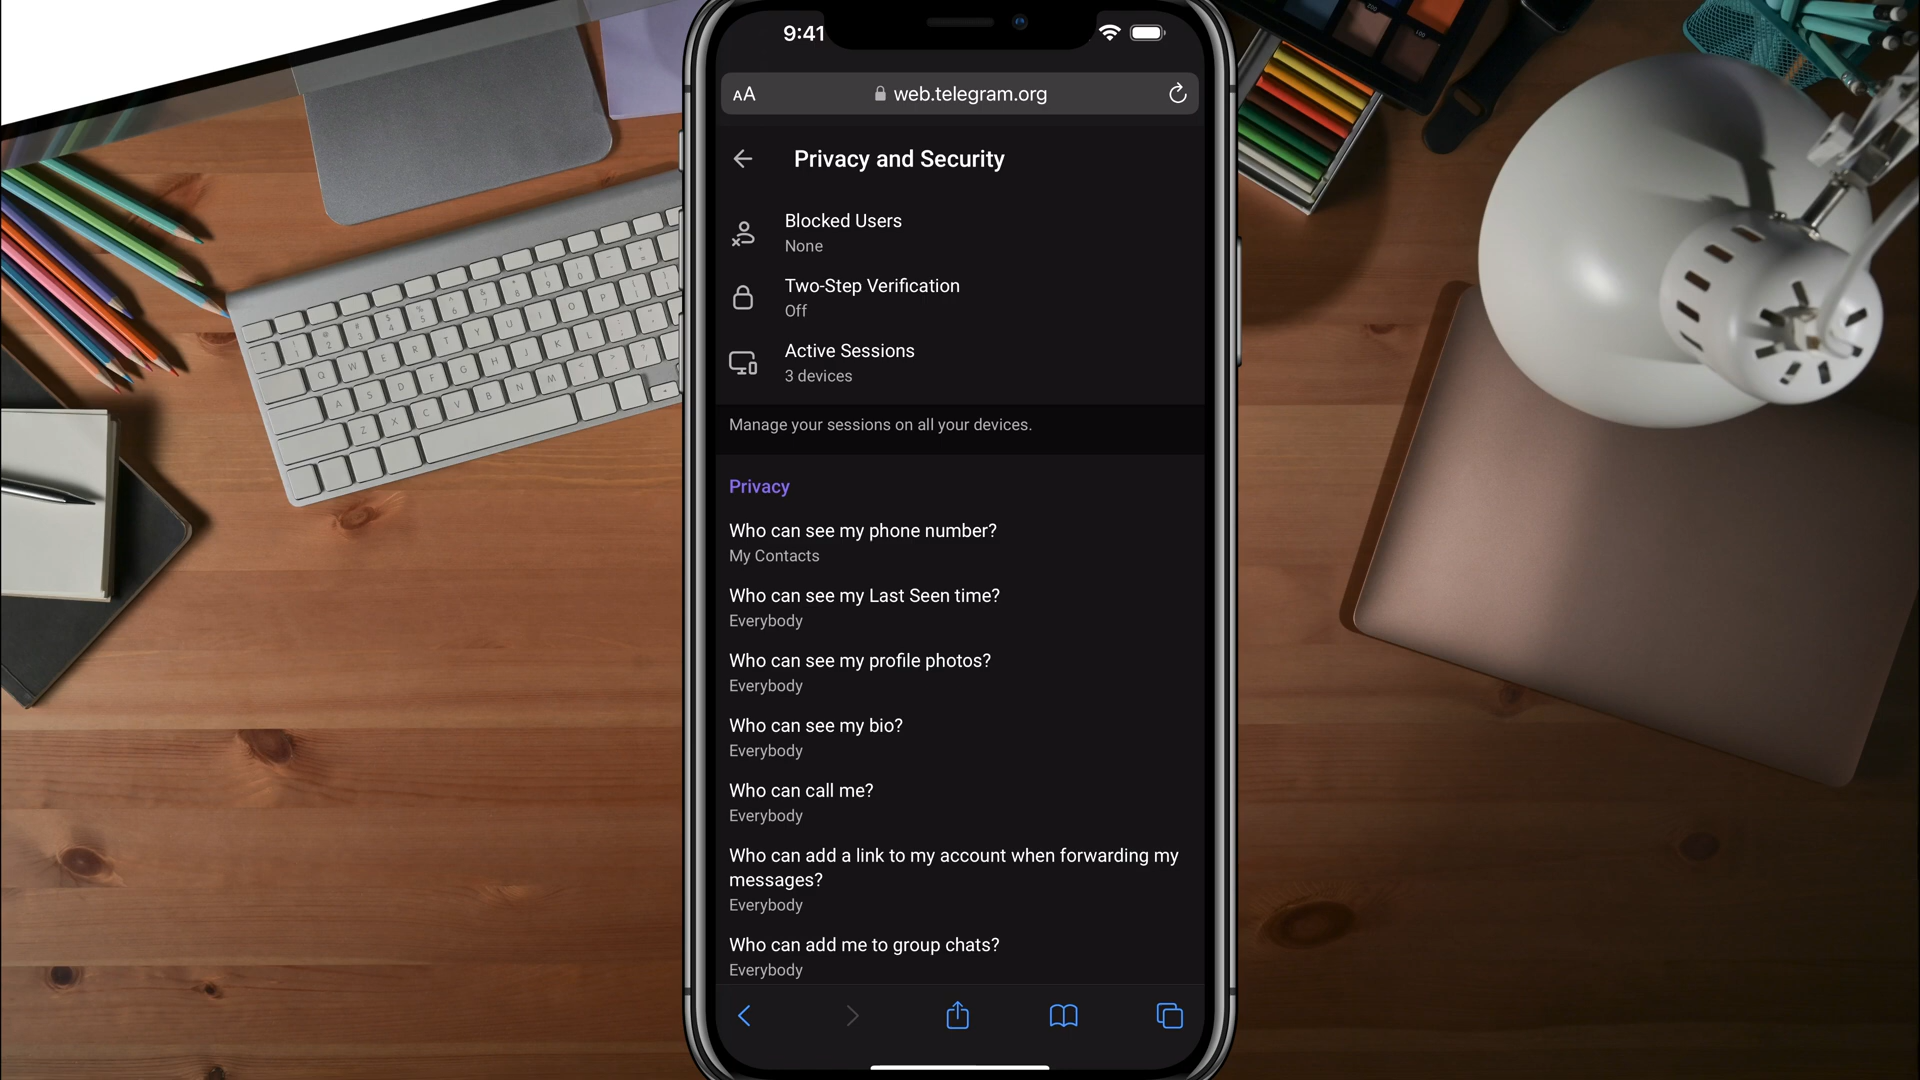 9:41
AA web.telegram.org
Privacy and Security
Blocked Users
None
Two-Step Verification
Off
Active Sessions
3 devices
Manage your sessions on all your devices.
Privacy
Who can see my phone number?
My Contacts
Who can see my Last Seen time?
Everybody
Who can see my profile photos?
Everybody
Who can see my bio?
Everybody
Who can call me?
Everybody
Who can add a link to my account when forwarding my
messages?
Everybody
Who can add me to group chats?
Everybody